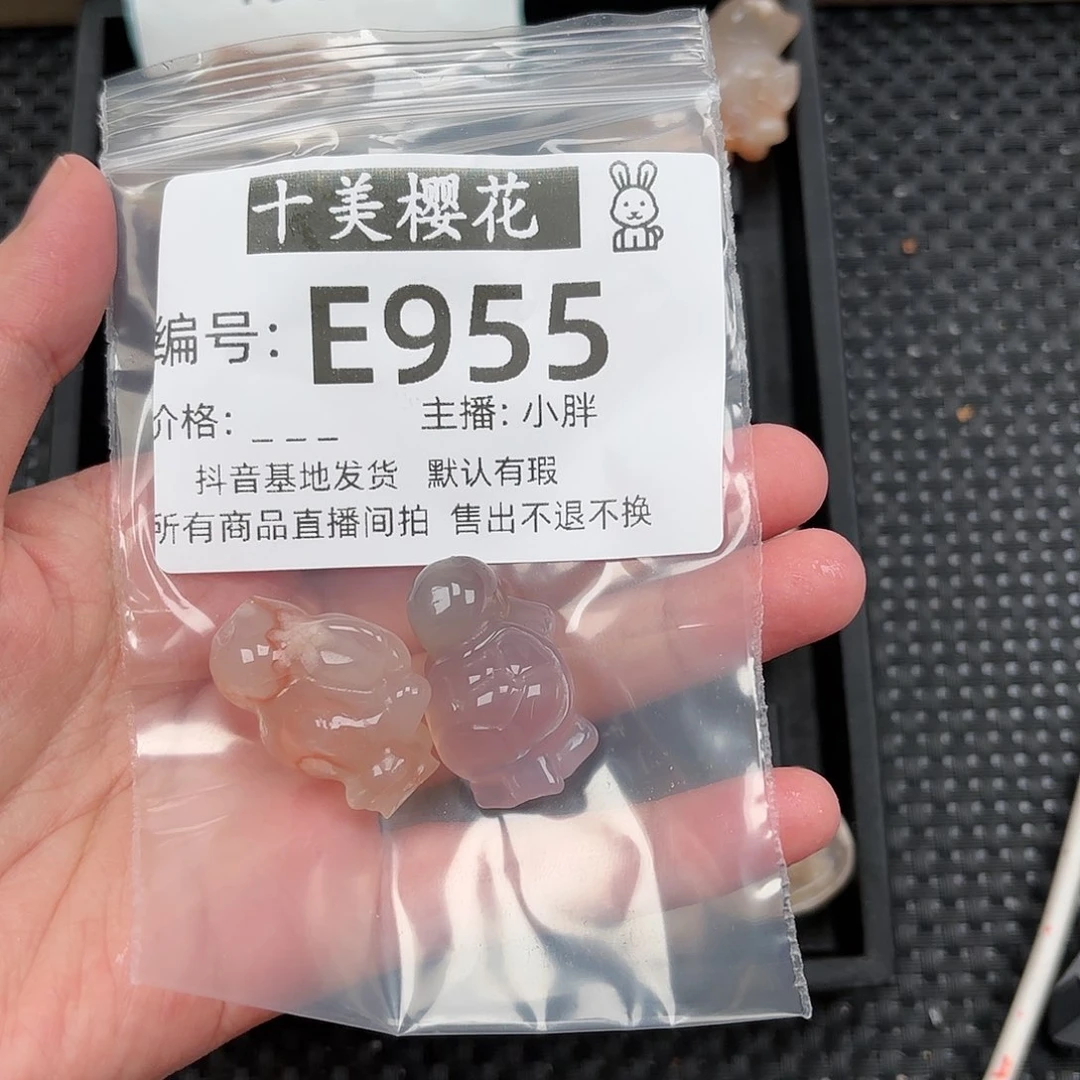 十美樱花
编号: E955
价格: _ _ _ 主播: 小胖
抖音基地发货 默认有瑕
所有商品直播间拍 售出不退不换